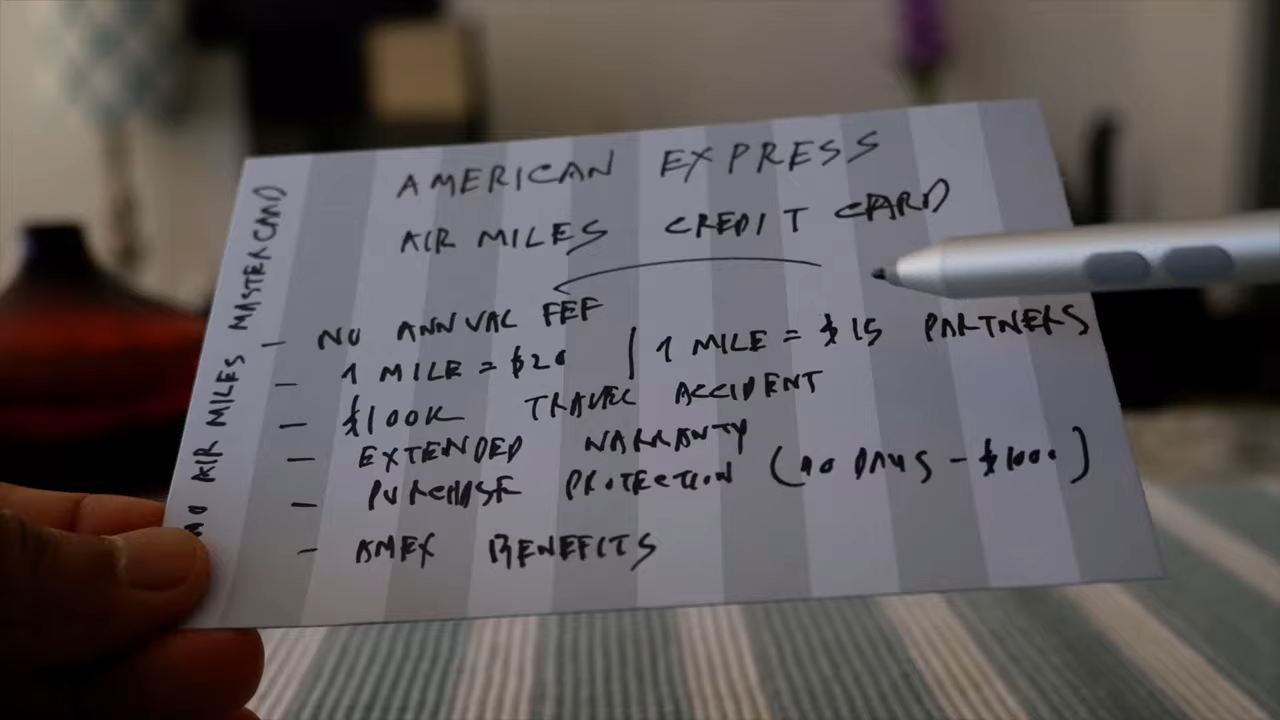 AMERICAN EXPRESS
AIR MILES CREDIT CARD
- NO ANNUAL FEE
- 1 MILE = $20 | 1 MILE = $15 PARTNERS
- $100K TRAVEL ACCIDENT
- EXTENDED WARRANTY
- PURCHASE PROTECTION (90 DAYS - $1000)
- AMEX BENEFITS
AIR MILES MASTERCARD